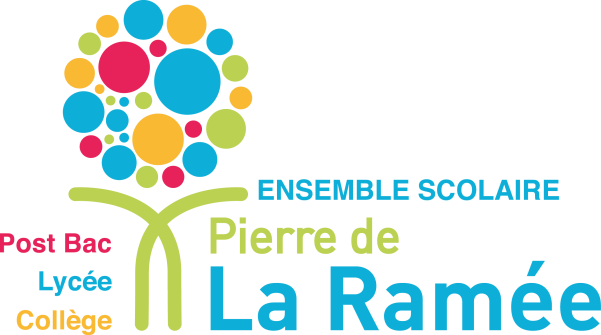 ENSEMBLE SCOLAIRE
Pierre de
La Ramée
Post Bac
Lycée
Collège